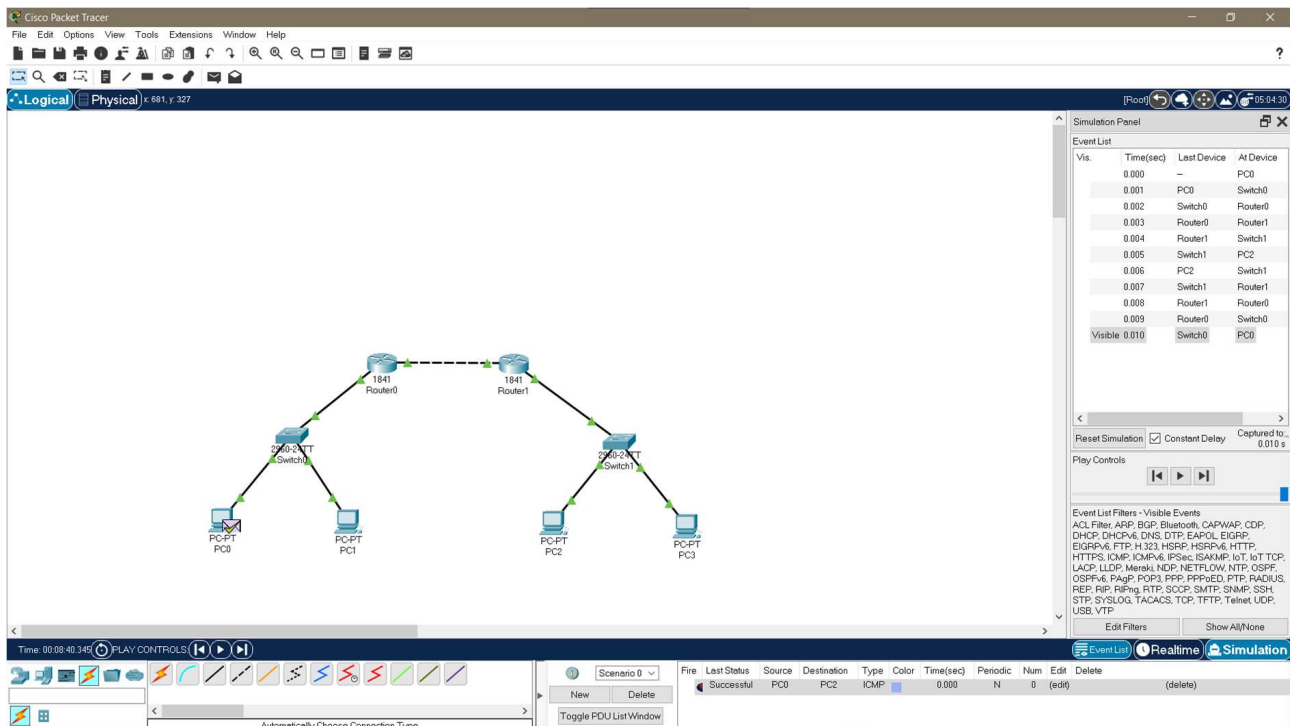 Cisco Packet Tracer
File Edit Options View Tools Extensions Window Help
?
Logical Physical x: 681, y: 327 [Root] 05:04:30
Simulation Panel
Event List
Vis. Time(sec) Last Device At Device
0.000 -- PC0
0.001 PC0 Switch0
0.002 Switch0 Router0
0.003 Router0 Router1
0.004 Router1 Switch1
0.005 Switch1 PC2
0.006 PC2 Switch1
0.007 Switch1 Router1
0.008 Router1 Router0
0.009 Router0 Switch0
Visible 0.010 Switch0 PC0
Reset Simulation Constant Delay Captured to:
0.010 s
Play Controls
Event List Filters - Visible Events
ACL Filter, ARP, BGP, Bluetooth, CAPWAP, CDP,
DHCP, DHCPv6, DNS, DTP, EAPOL, EIGRP,
EIGRPv6, FTP, H.323, HSRP, HSRPv6, HTTP,
HTTPS, ICMP, ICMPv6, IPSec, ISAKMP, IoT, IoT TCP,
LACP, LLDP, Meraki, NDP, NETFLOW, NTP, OSPF,
OSPFv6, PAgP, POP3, PPP, PPPoED, PTP, RADIUS,
REP, RIP, RIPng, RTP, SCCP, SMTP, SNMP, SSH,
STP, SYSLOG, TACACS, TCP, TFTP, Telnet, UDP,
USB, VTP
Edit Filters Show All/None
1841
Router0
1841
Router1
2960-24TT
Switch0
2960-24TT
Switch1
PC-PT
PC0
PC-PT
PC1
PC-PT
PC2
PC-PT
PC3
Time: 00:08:40.345 PLAY CONTROLS: Event List Realtime Simulation
Scenario 0
New Delete
Toggle PDU List Window
Fire Last Status Source Destination Type Color Time(sec) Periodic Num Edit Delete
Successful PC0 PC2 ICMP 0.000 N 0 (edit) (delete)
Automatically Choose Connection Type